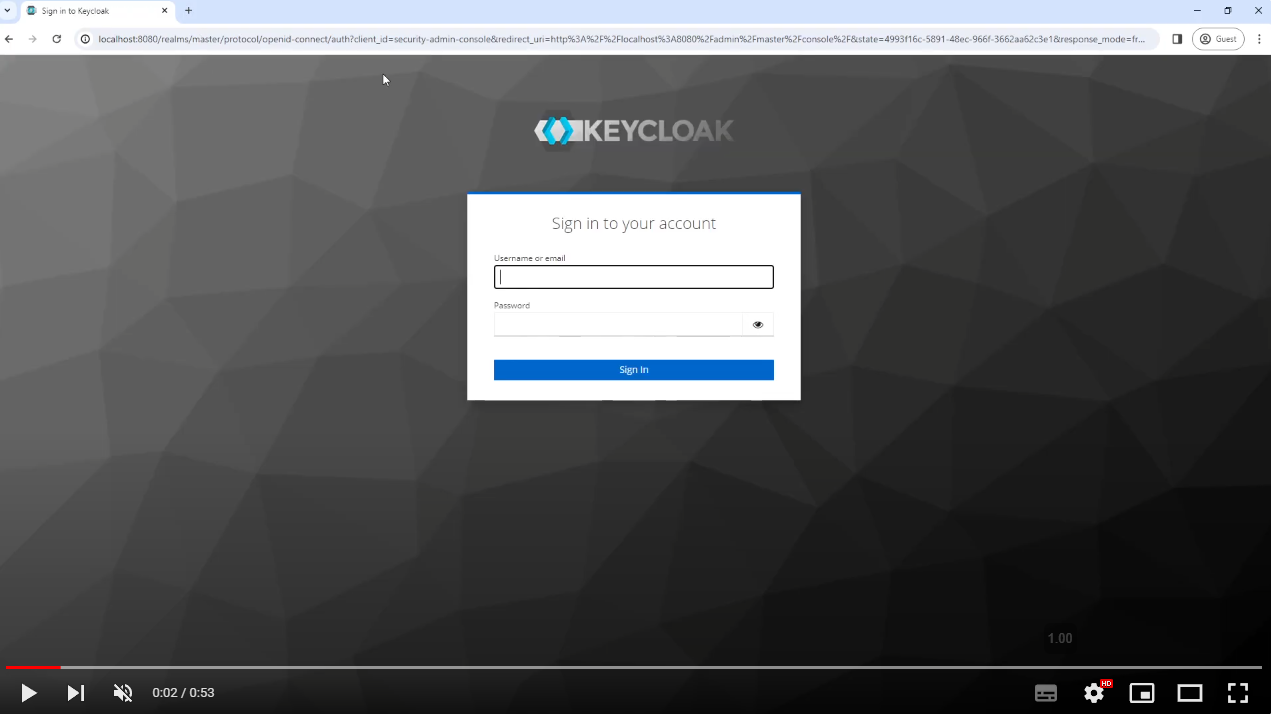 Sign in to Keycloak
localhost:8080/realms/master/protocol/openid-connect/auth?client_id=security-admin-console&redirect_uri=http%3A%2F%2Flocalhost%3A8080%2Fadmin%2Fmaster%2Fconsole%2F&state=4993f16c-5891-48ec-966f-3662aa62c3e1&response_mode=fr...
Guest
KEYCLOAK
Sign in to your account
Username or email
Password
Sign In
1.00
0:02 / 0:53
HD